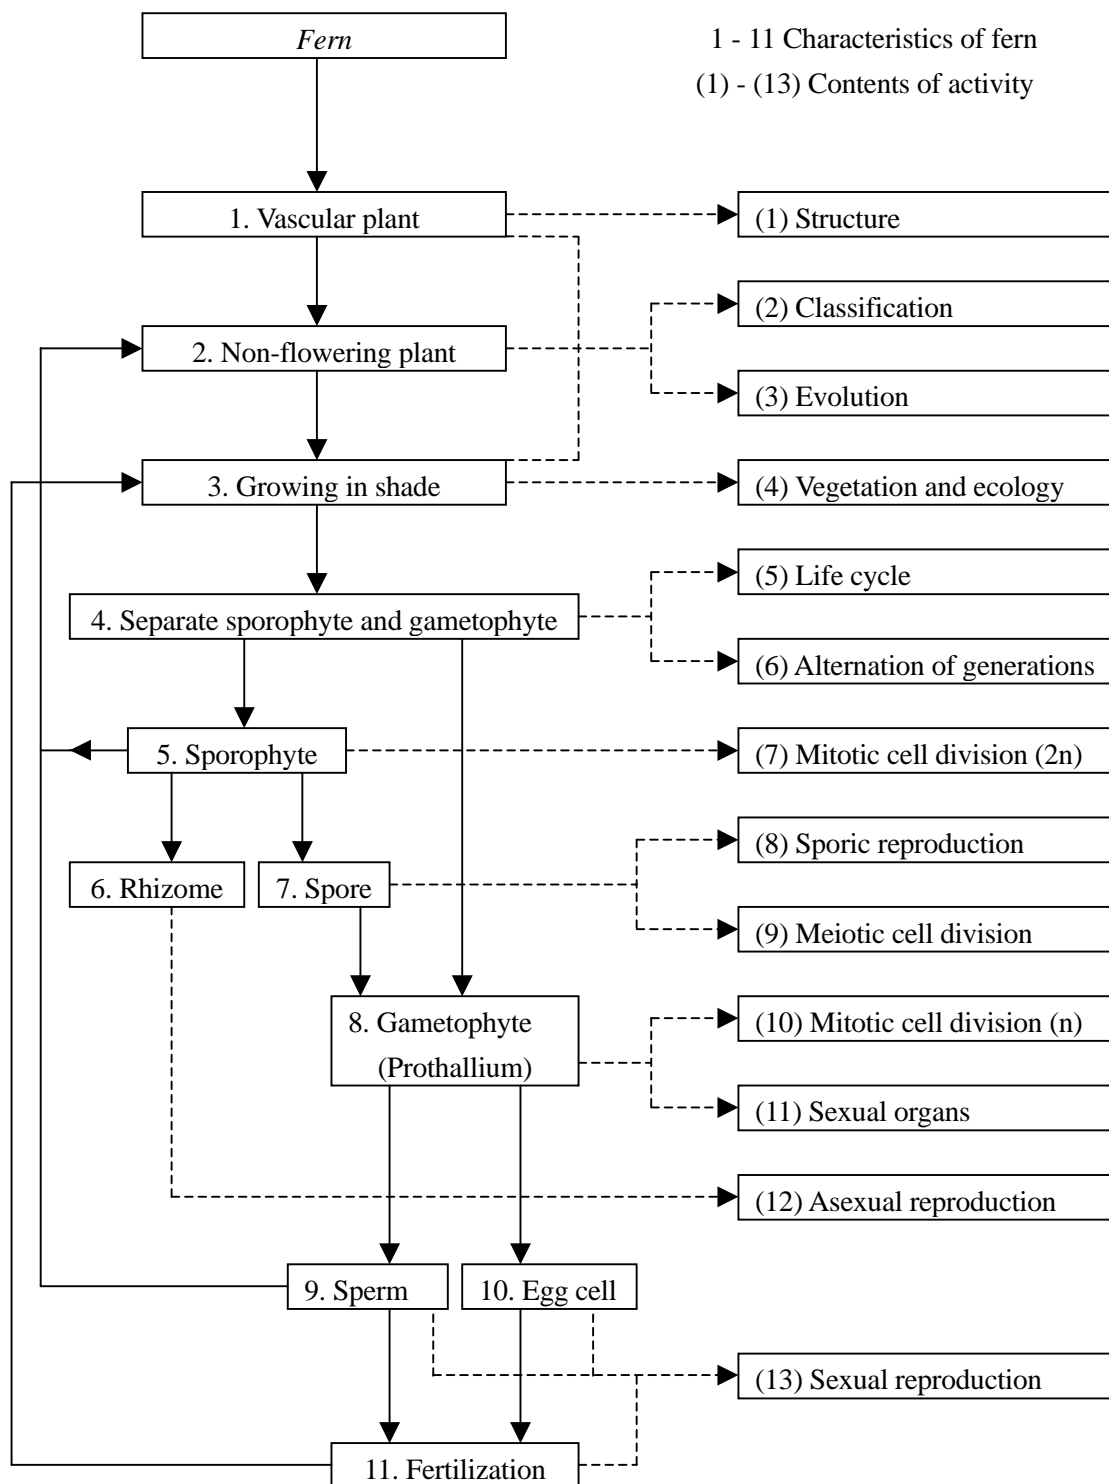 Fern
1 - 11 Characteristics of fern
(1) - (13) Contents of activity
1. Vascular plant
(1) Structure
(2) Classification
2. Non-flowering plant
(3) Evolution
3. Growing in shade
(4) Vegetation and ecology
(5) Life cycle
4. Separate sporophyte and gametophyte
(6) Alternation of generations
5. Sporophyte
(7) Mitotic cell division (2n)
(8) Sporic reproduction
6. Rhizome
7. Spore
(9) Meiotic cell division
8. Gametophyte
(Prothallium)
(10) Mitotic cell division (n)
(11) Sexual organs
(12) Asexual reproduction
9. Sperm
10. Egg cell
(13) Sexual reproduction
11. Fertilization